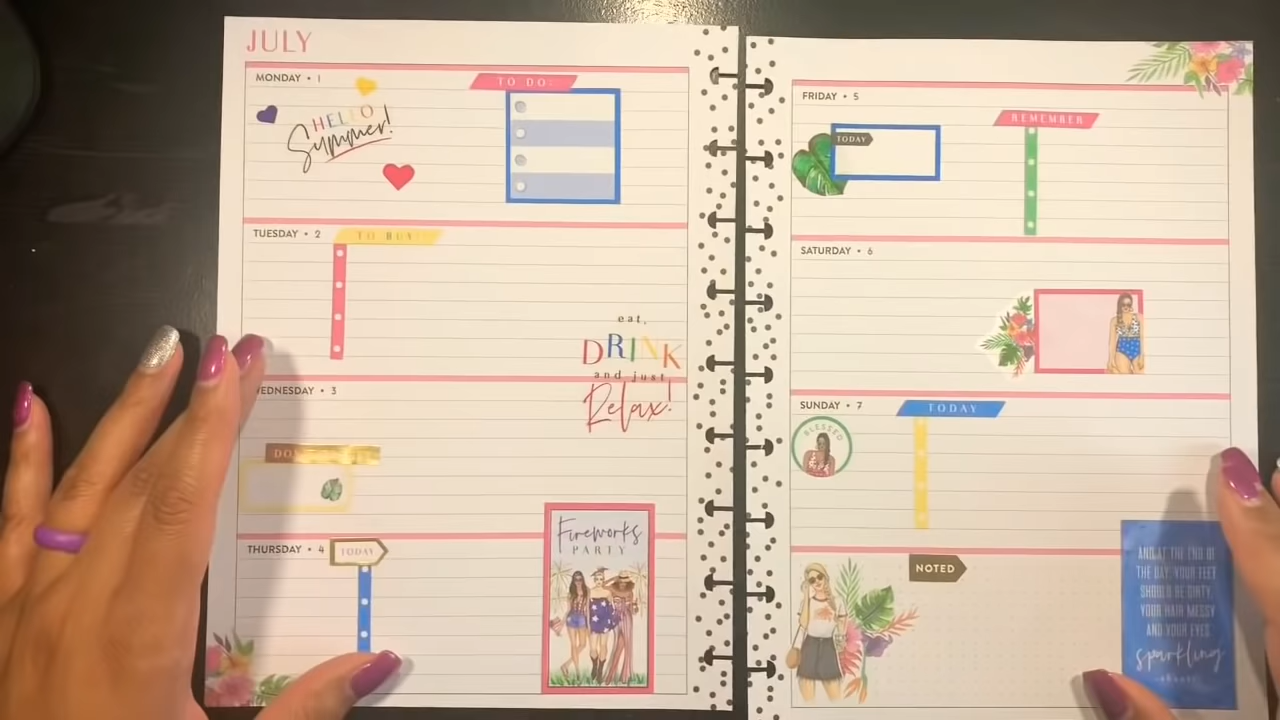 JULY
MONDAY • 1
HELLO
Summer!
TO DO:
TUESDAY • 2
TO BUY:
eat,
DRINK
and just
Relax!
WEDNESDAY • 3
THURSDAY • 4
TODAY
Fireworks
PARTY
FRIDAY • 5
TODAY
REMEMBER
SATURDAY • 6
SUNDAY • 7
TODAY
BLESSED
NOTED
AND AT THE END OF
THE DAY, YOUR FEET
SHOULD BE DIRTY,
YOUR HAIR MESSY
AND YOUR EYES
sparkling